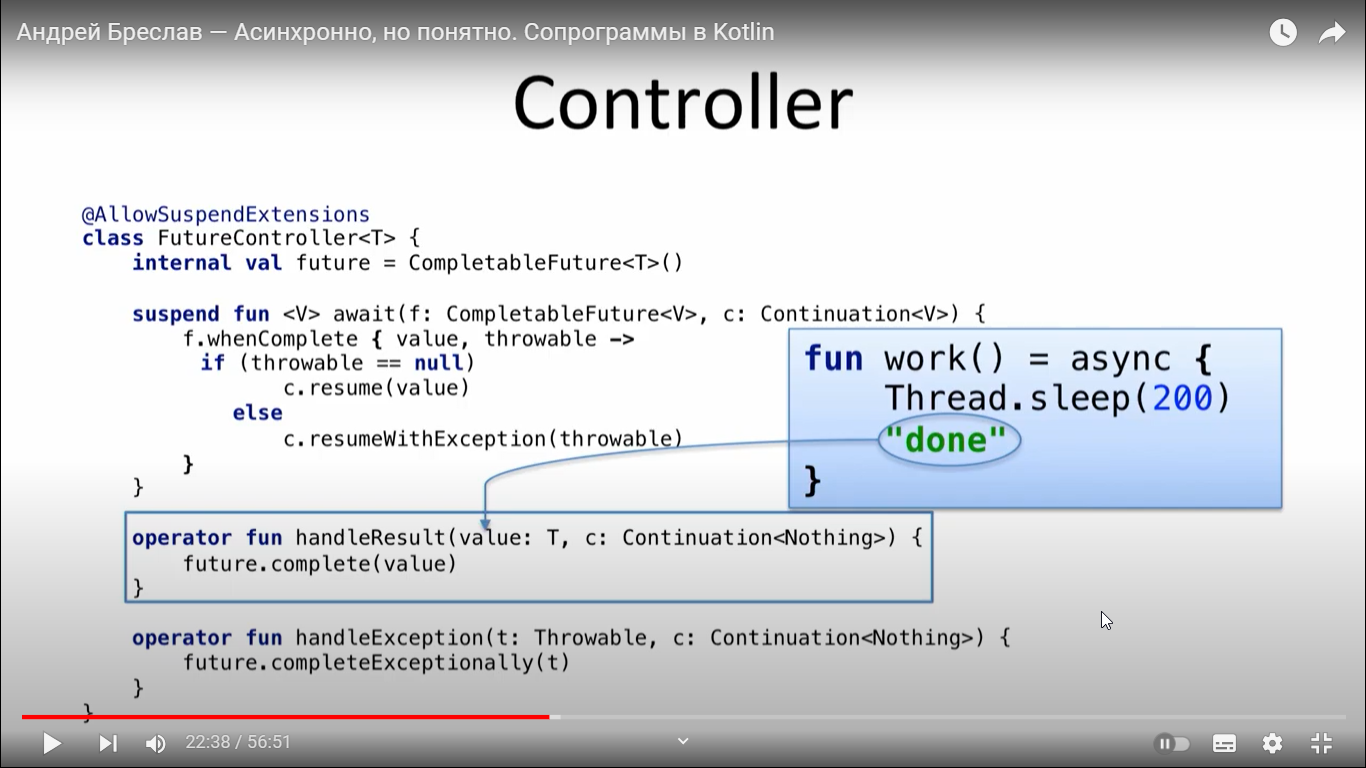 Андрей Бреслав — Асинхронно, но понятно. Сопрограммы в Kotlin
Controller
@AllowSuspendExtensions
class FutureController<T> {
internal val future = CompletableFuture<T>()
suspend fun <V> await(f: CompletableFuture<V>, c: Continuation<V>) {
f.whenComplete { value, throwable ->
if (throwable == null)
c.resume(value)
else
c.resumeWithException(throwable)
}
}
fun work() = async {
Thread.sleep(200)
"done"
}
operator fun handleResult(value: T, c: Continuation<Nothing>) {
future.complete(value)
}
operator fun handleException(t: Throwable, c: Continuation<Nothing>) {
future.completeExceptionally(t)
}
}
22:38 / 56:51